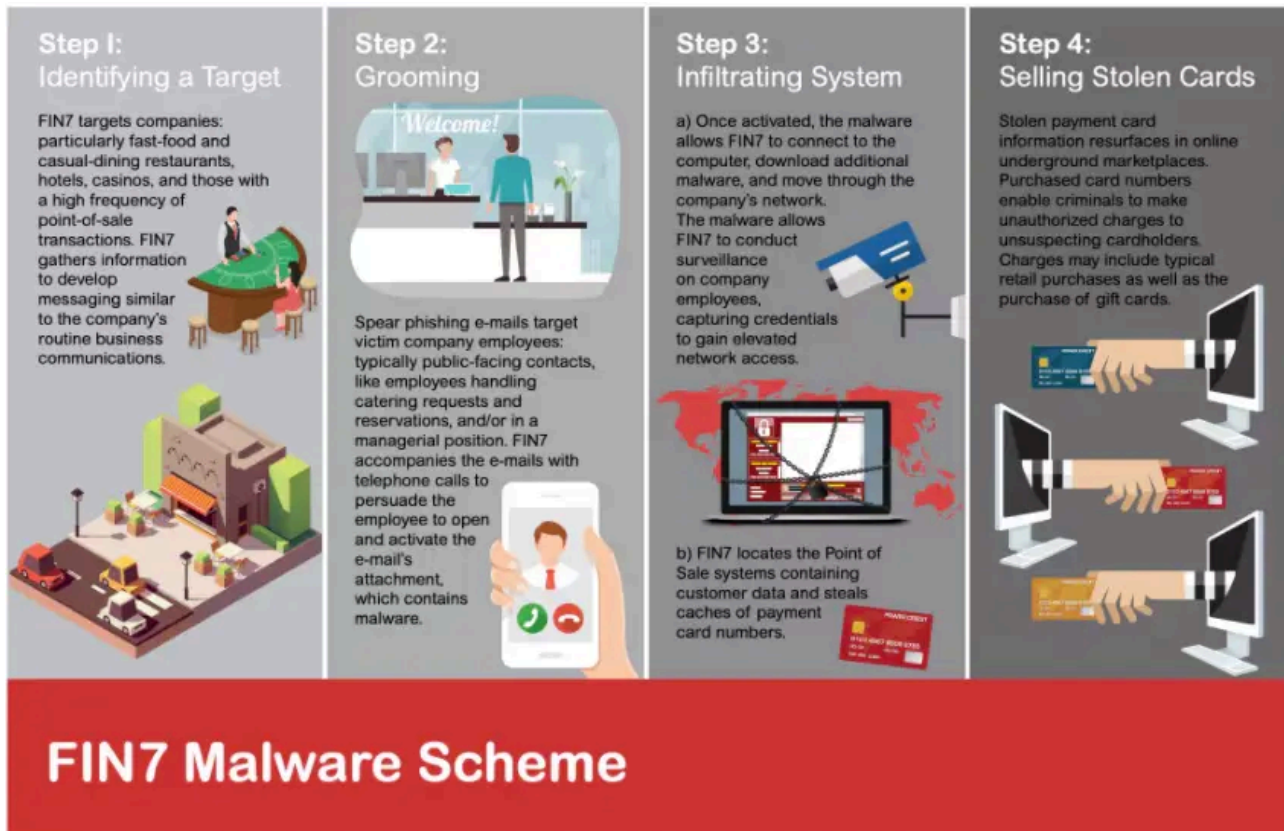 Step I:
Identifying a Target
FIN7 targets companies:
particularly fast-food and
casual-dining restaurants,
hotels, casinos, and those with
a high frequency of
point-of-sale
transactions. FIN7
gathers information
to develop
messaging similar
to the company's
routine business
communications.
Step 2:
Grooming
Welcome!
Spear phishing e-mails target
victim company employees:
typically public-facing contacts,
like employees handling
catering requests and
reservations, and/or in a
managerial position. FIN7
accompanies the e-mails with
telephone calls to
persuade the
employee to open
and activate the
e-mail's
attachment,
which contains
malware.
Step 3:
Infiltrating System
a) Once activated, the malware
allows FIN7 to connect to the
computer, download additional
malware, and move through the
company's network.
The malware allows
FIN7 to conduct
surveillance
on company
employees,
capturing credentials
to gain elevated
network access.
b) FIN7 locates the Point of
Sale systems containing
customer data and steals
caches of payment
card numbers.
Step 4:
Selling Stolen Cards
Stolen payment card
information resurfaces in online
underground marketplaces.
Purchased card numbers
enable criminals to make
unauthorized charges to
unsuspecting cardholders.
Charges may include typical
retail purchases as well as the
purchase of gift cards.
FIN7 Malware Scheme